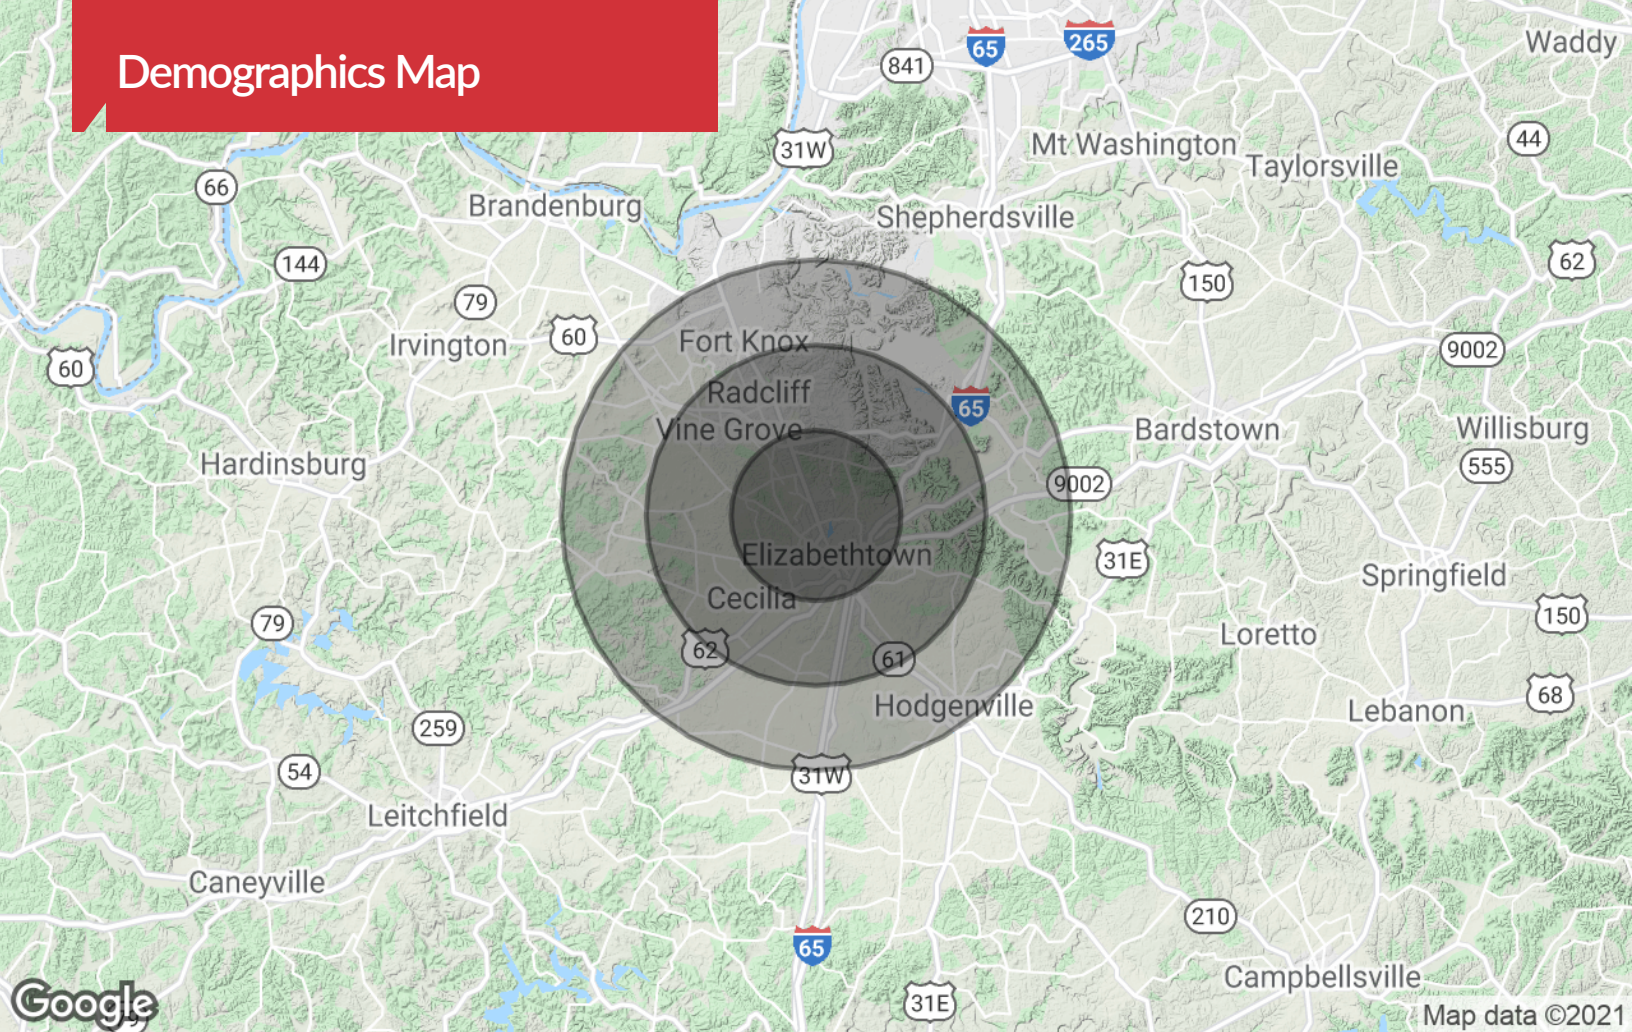 Demographics Map
65
265
Waddy
841
44
31W
Mt Washington
Taylorsville
66
Brandenburg
Shepherdsville
144
62
150
79
60
Irvington
Fort Knox
9002
60
Radcliff
65
Vine Grove
Bardstown
Willisburg
Hardinsburg
555
9002
Elizabethtown
31E
Springfield
Cecilia
79
150
Loretto
62
61
68
Hodgenville
Lebanon
259
54
31W
Leitchfield
Caneyville
210
65
Campbellsville
Google
31E
Map data ©2021